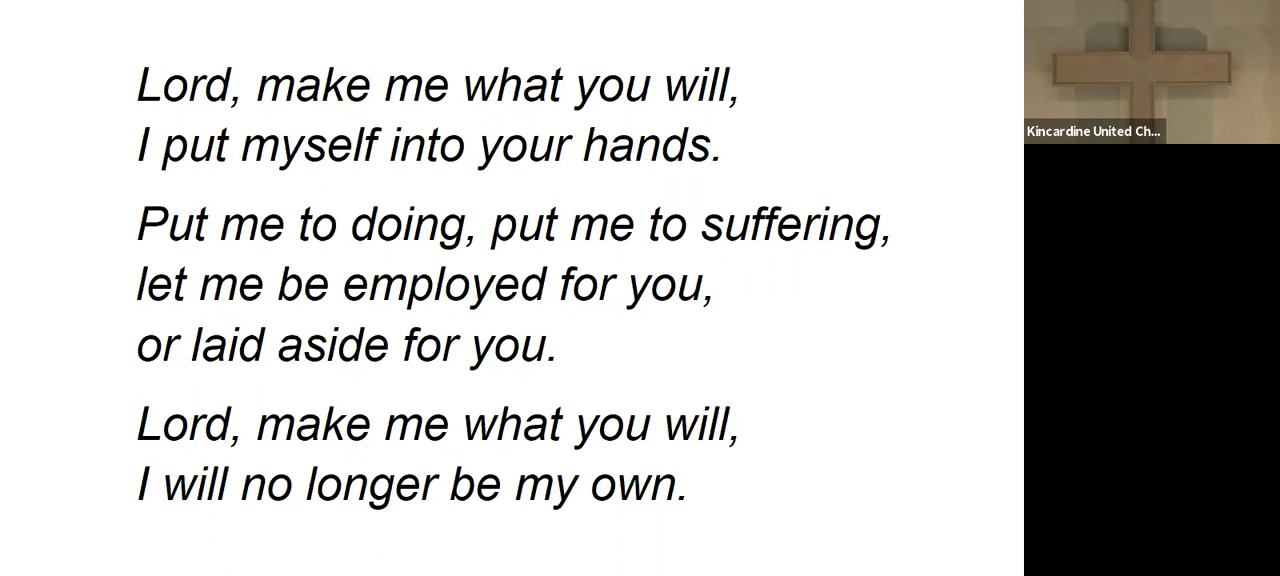 Lord, make me what you will,
I put myself into your hands.
Put me to doing, put me to suffering,
let me be employed for you,
or laid aside for you.
Lord, make me what you will,
I will no longer be my own.
Kincardine United Ch...